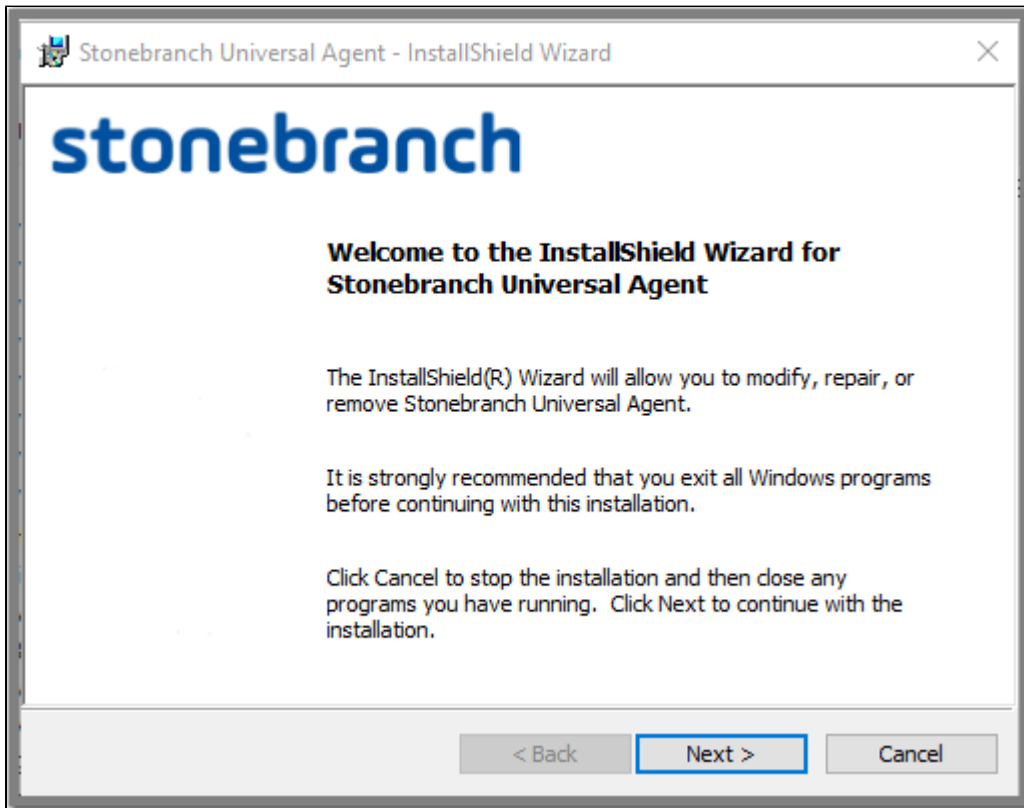 Stonebranch Universal Agent - InstallShield Wizard
stonebranch
Welcome to the InstallShield Wizard for
Stonebranch Universal Agent
The InstallShield(R) Wizard will allow you to modify, repair, or
remove Stonebranch Universal Agent.
It is strongly recommended that you exit all Windows programs
before continuing with this installation.
Click Cancel to stop the installation and then close any
programs you have running.  Click Next to continue with the
installation.
< Back
Next >
Cancel